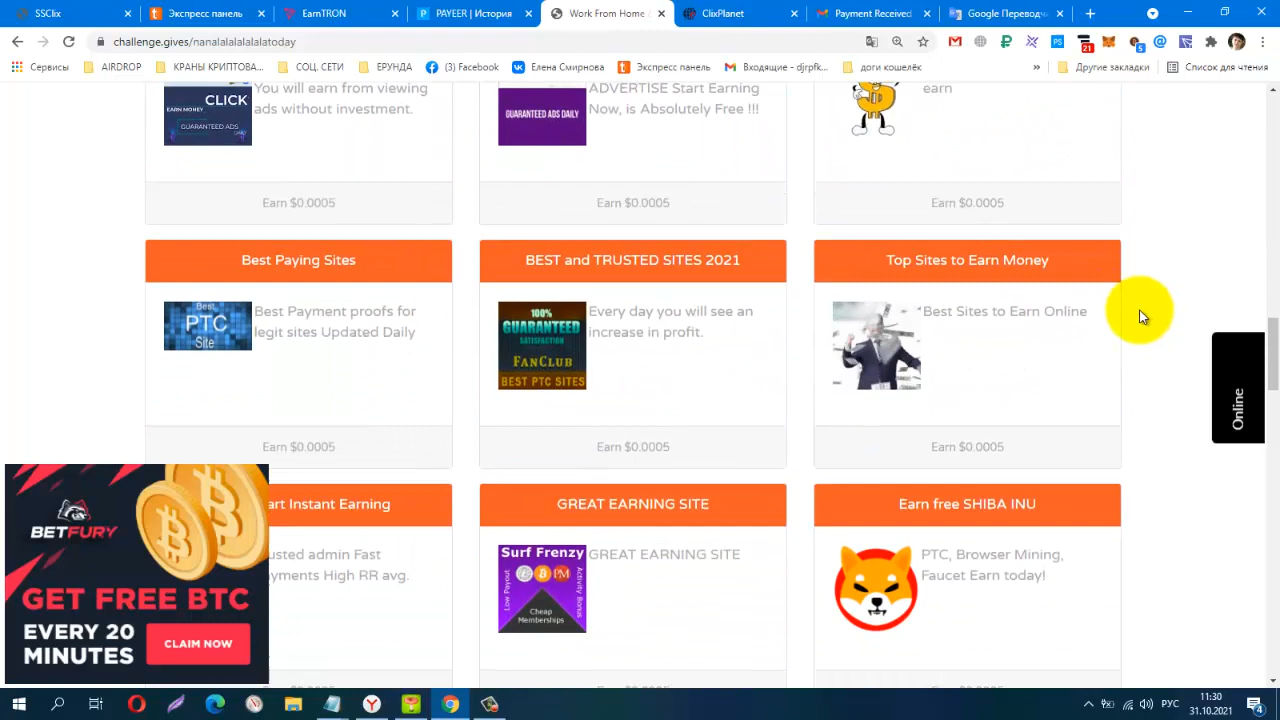 SSClix
EarnTRON
PAYEER | История
Work From Home
ClixPlanet
Payment Received
Google Переводч
challenge.gives/nanalalalalalatoday
21
5
Сервисы
AIRDROP
КРАНЫ КРИПТОВА...
СОЦ. СЕТИ
ЕРУНДА
(3) Facebook
Елена Смирнова
Экспресс панель
Входящие - djrpfk...
доги кошелёк
»
Другие закладки
Список для чтения
CLICK
EARN MONEY
GUARANTEED ADS
You will earn from viewing
ads without investment.
GUARANTEED ADS DAILY
ADVERTISE Start Earning
Now, is Absolutely Free !!!
earn
Earn $0.0005
Earn $0.0005
Earn $0.0005
Best Paying Sites
BEST and TRUSTED SITES 2021
Top Sites to Earn Money
Best
PTC
Site
Best Payment proofs for
legit sites Updated Daily
100%
GUARANTEED
SATISFACTION
FANCLUB
BEST PTC SITES
Every day you will see an
increase in profit.
Best Sites to Earn Online
Online
Earn $0.0005
Earn $0.0005
Earn $0.0005
art Instant Earning
GREAT EARNING SITE
Earn free SHIBA INU
usted admin Fast
yments High RR avg.
Surf Frenzy
Low Payout
Activity Bonus
Cheap
Memberships
GREAT EARNING SITE
PTC, Browser Mining,
Faucet Earn today!
BETFURY
GET FREE BTC
EVERY 20
MINUTES
CLAIM NOW
РУС
11:30
31.10.2021